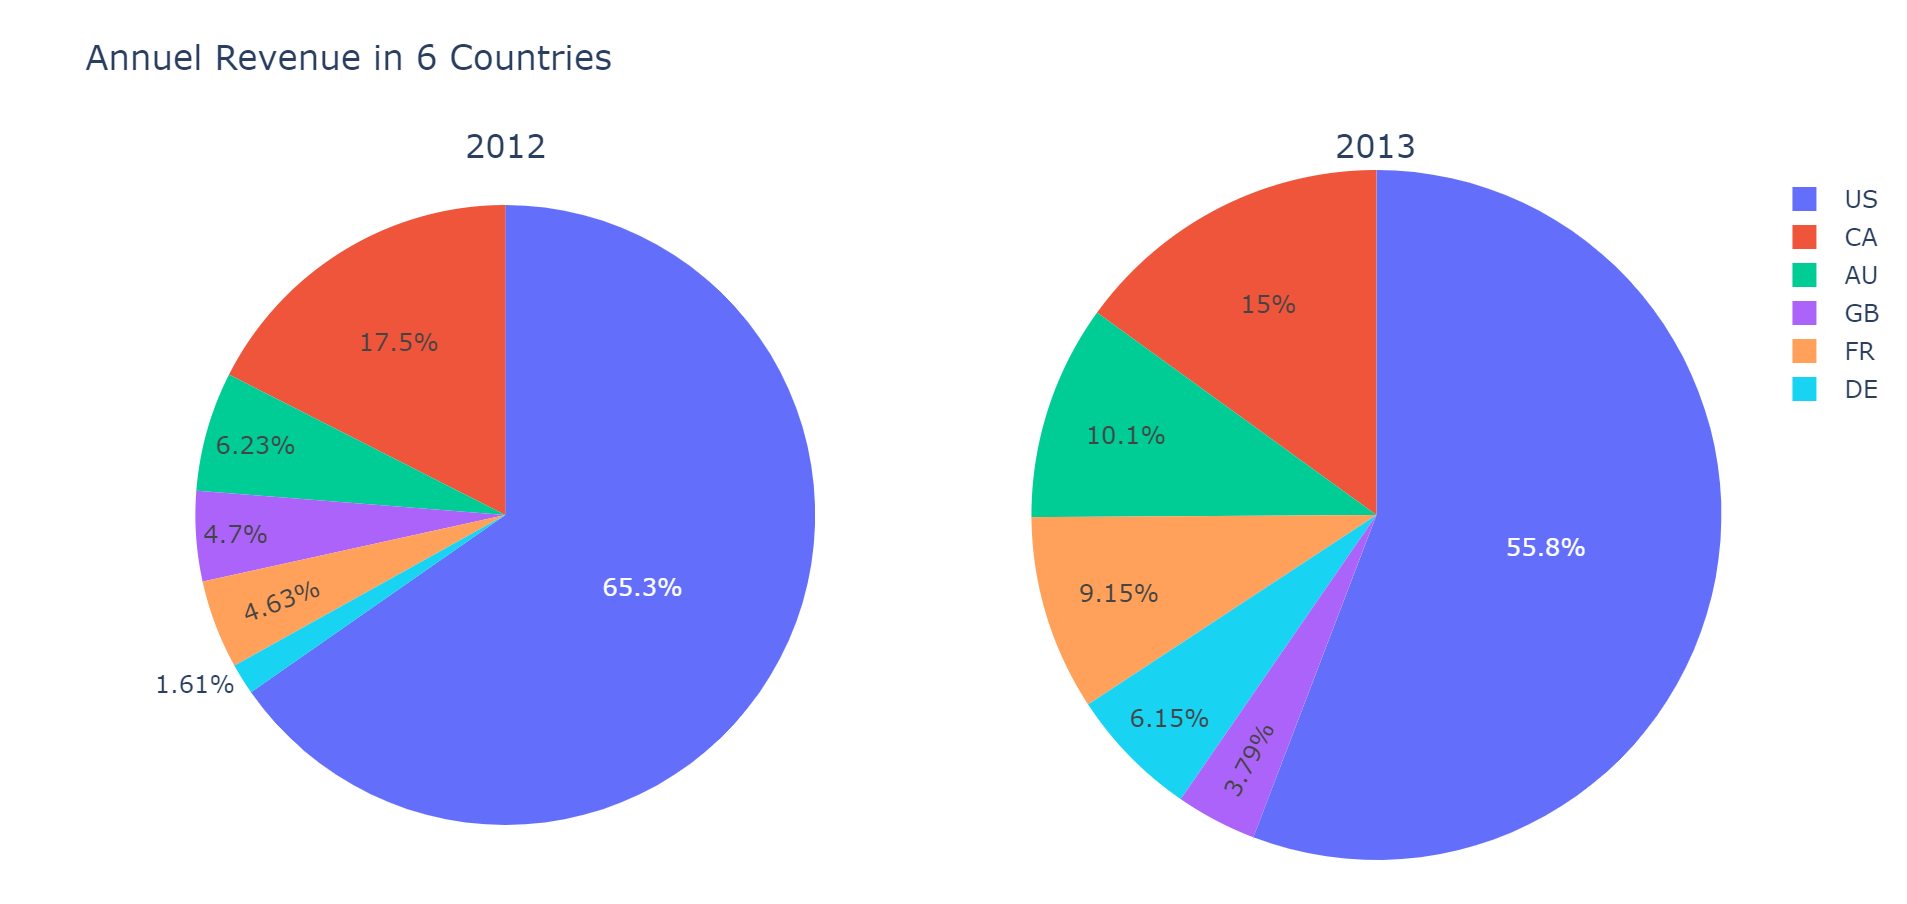 Annuel Revenue in 6 Countries
2012
17.5%
6.23%
4.7%
4.63%
1.61%
65.3%
2013
15%
10.1%
9.15%
6.15%
3.79%
55.8%
US
CA
AU
GB
FR
DE